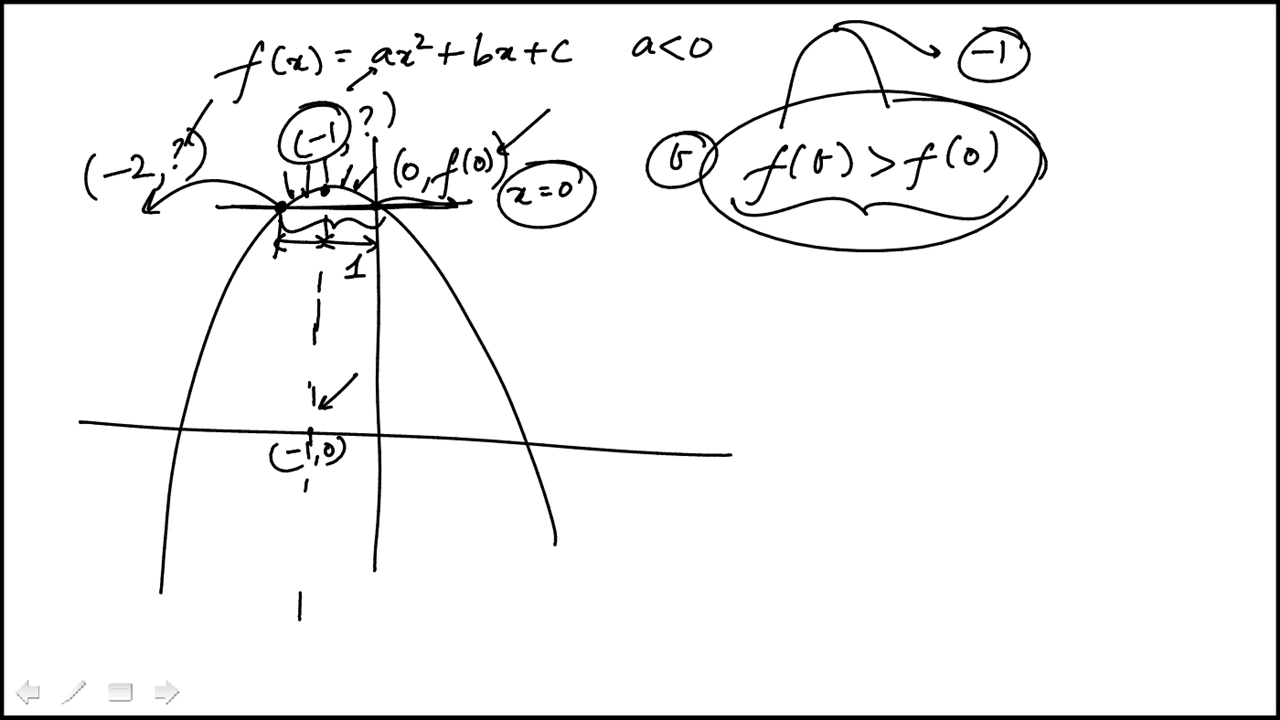 f(x) = ax² + bx + c   a < 0   -1
(-1, ?)
(-2, ?)   (0, f(0))   x = 0   f( ) > f(0)
1
(-1, 0)